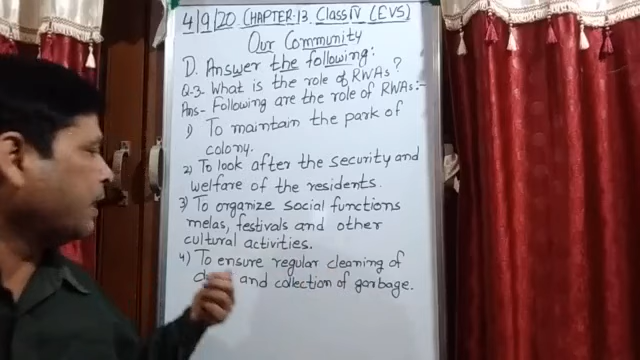 4/9/20 CHAPTER-13. Class IV (EVS)
Our Community
D. Answer the following:
Q.3- What is the role of RWAs?
Ans- Following are the role of RWAs:-
1) To maintain the park of
colony.
2) To look after the security and
welfare of the residents.
3) To organize social functions
melas, festivals and other
cultural activities.
4) To ensure regular cleaning of
and collection of garbage.